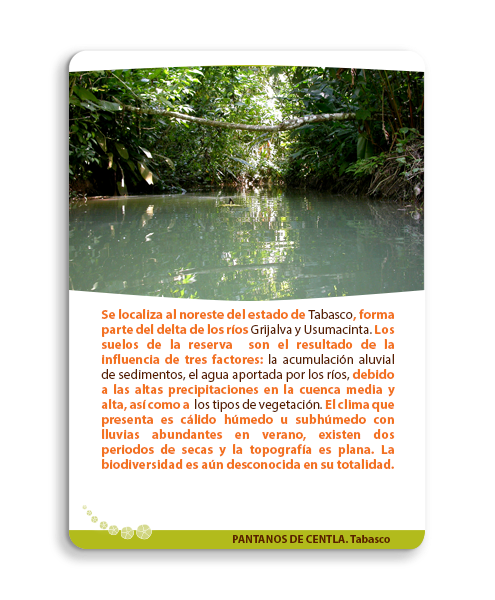 Se localiza al noreste del estado de Tabasco, forma
parte del delta de los ríos Grijalva y Usumacinta. Los
suelos de la reserva son el resultado de la
influencia de tres factores: la acumulación aluvial
de sedimentos, el agua aportada por los ríos, debido
a las altas precipitaciones en la cuenca media y
alta, así como a los tipos de vegetación. El clima que
presenta es cálido húmedo u subhúmedo con
lluvias abundantes en verano, existen dos
periodos de secas y la topografía es plana. La
biodiversidad es aún desconocida en su totalidad.
PANTANOS DE CENTLA. Tabasco